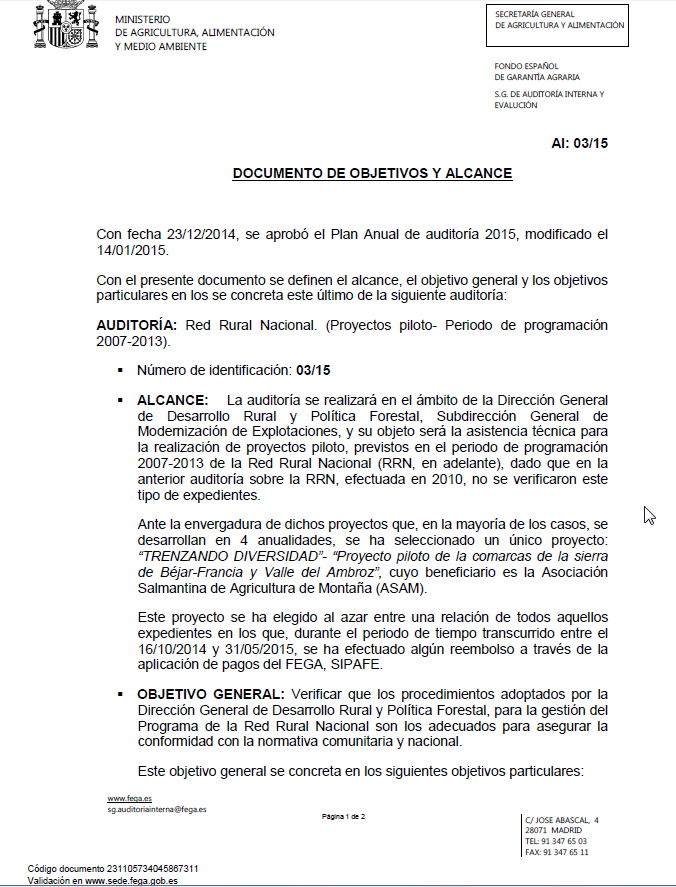 MINISTERIO
DE AGRICULTURA, ALIMENTACIÓN
Y MEDIO AMBIENTE
SECRETARÍA GENERAL
DE AGRICULTURA Y ALIMENTACIÓN
FONDO ESPAÑOL
DE GARANTÍA AGRARIA
S.G. DE AUDITORÍA INTERNA Y
EVALUCIÓN
AI: 03/15
DOCUMENTO DE OBJETIVOS Y ALCANCE
Con fecha 23/12/2014, se aprobó el Plan Anual de auditoría 2015, modificado el
14/01/2015.
Con el presente documento se definen el alcance, el objetivo general y los objetivos
particulares en los se concreta este último de la siguiente auditoría:
AUDITORÍA: Red Rural Nacional. (Proyectos piloto- Periodo de programación
2007-2013).
▪ Número de identificación: 03/15
▪ ALCANCE: La auditoría se realizará en el ámbito de la Dirección General
de Desarrollo Rural y Política Forestal, Subdirección General de
Modernización de Explotaciones, y su objeto será la asistencia técnica para
la realización de proyectos piloto, previstos en el periodo de programación
2007-2013 de la Red Rural Nacional (RRN, en adelante), dado que en la
anterior auditoría sobre la RRN, efectuada en 2010, no se verificaron este
tipo de expedientes.
Ante la envergadura de dichos proyectos que, en la mayoría de los casos, se
desarrollan en 4 anualidades, se ha seleccionado un único proyecto:
“TRENZANDO DIVERSIDAD”- “Proyecto piloto de la comarcas de la sierra
de Béjar-Francia y Valle del Ambroz”, cuyo beneficiario es la Asociación
Salmantina de Agricultura de Montaña (ASAM).
Este proyecto se ha elegido al azar entre una relación de todos aquellos
expedientes en los que, durante el periodo de tiempo transcurrido entre el
16/10/2014 y 31/05/2015, se ha efectuado algún reembolso a través de la
aplicación de pagos del FEGA, SIPAFE.
▪ OBJETIVO GENERAL: Verificar que los procedimientos adoptados por la
Dirección General de Desarrollo Rural y Política Forestal, para la gestión del
Programa de la Red Rural Nacional son los adecuados para asegurar la
conformidad con la normativa comunitaria y nacional.
Este objetivo general se concreta en los siguientes objetivos particulares:
www.fega.es
sg.auditoriainterna@fega.es
Página 1 de 2
C/ JOSE ABASCAL, 4
28071 MADRID
TEL: 91 347 65 03
FAX: 91 347 65 11
Código documento 231105734045867311
Validación en www.sede.fega.gob.es